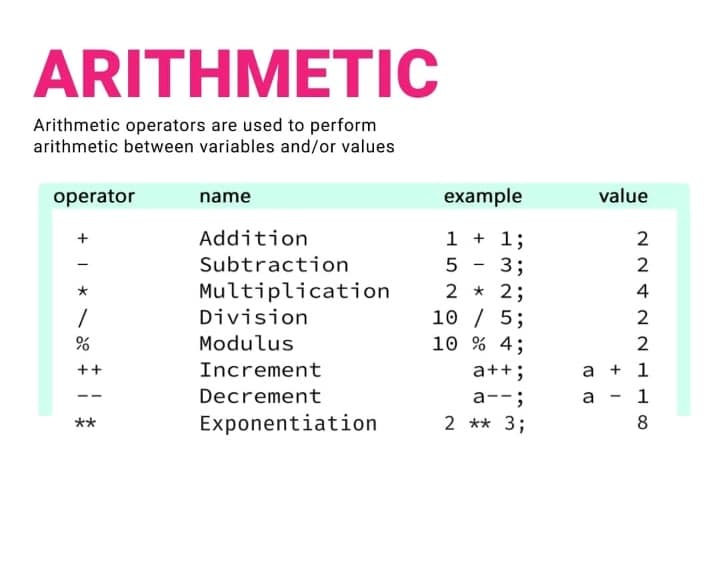 ARITHMETIC
Arithmetic operators are used to perform
arithmetic between variables and/or values
operator name example value
+ Addition 1 + 1; 2
- Subtraction 5 - 3; 2
* Multiplication 2 * 2; 4
/ Division 10 / 5; 2
% Modulus 10 % 4; 2
++ Increment a++; a + 1
-- Decrement a--; a - 1
** Exponentiation 2 ** 3; 8